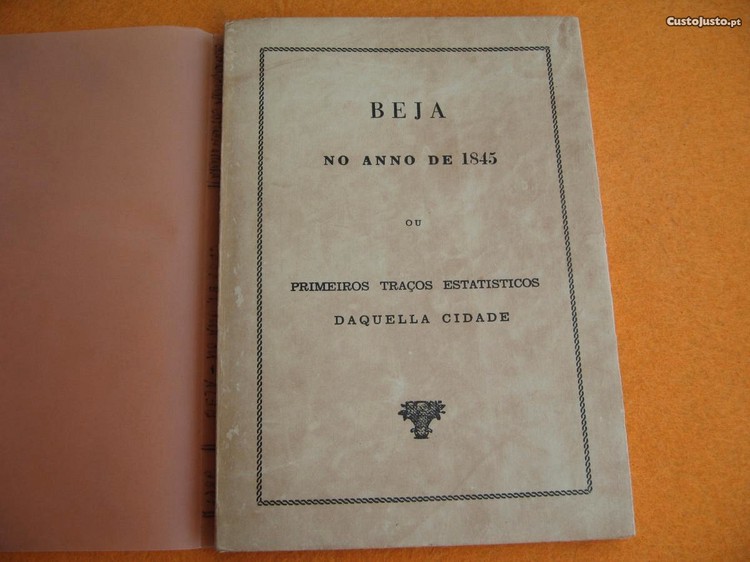 CustoJusto.pt
BEJA
NO ANNO DE 1845
OU
PRIMEIROS TRAÇOS ESTATISTICOS
DAQUELLA CIDADE